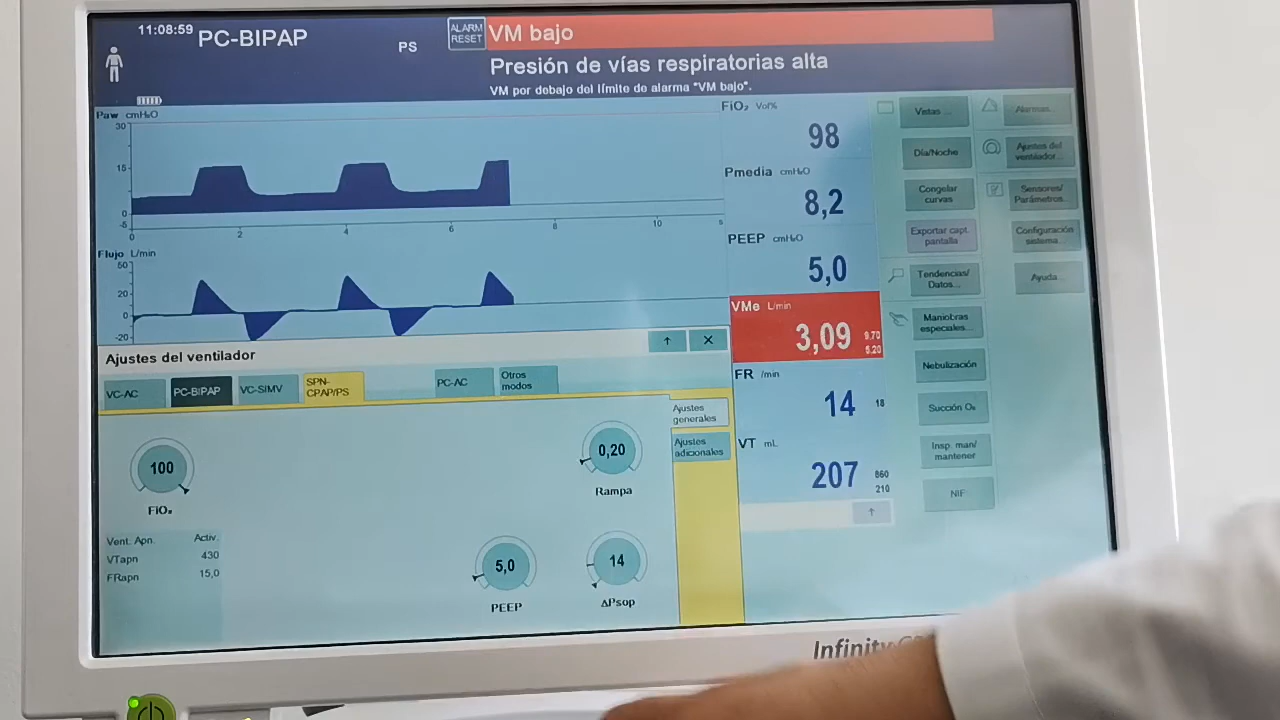 11:08:59 PC-BIPAP PS ALARM RESET VM bajo
Presión de vías respiratorias alta
VM por debajo del límite de alarma "VM bajo".
Paw cmH₂O
30
15
0
-5
0 2 4 6 8 10 s
Flujo L/min
50
20
0
-20
FiO₂ Vol%
98
Pmedia cmH₂O
8,2
PEEP cmH₂O
5,0
VMe L/min
3,09 9.70
5.20
FR /min
14 18
VT mL
207 860
210
Vistas ...
Día/Noche
Congelar
curvas
Exportar capt.
pantalla
Tendencias/
Datos...
Maniobras
especiales...
Nebulización
Succión O₂
Insp. man/
mantener
NIF
Alarmas...
Ajustes del
ventilador...
Sensores/
Parámetros...
Configuración
sistema...
Ayuda...
Ajustes del ventilador
VC-AC
PC-BIPAP
VC-SIMV
SPN-
CPAP/PS
PC-AC
Otros
modos
Ajustes
generales
Ajustes
adicionales
100
FiO₂
0,20
Rampa
Vent. Apn. Activ.
VTapn 430
FRapn 15,0
5,0
PEEP
14
ΔPsop
Infinity